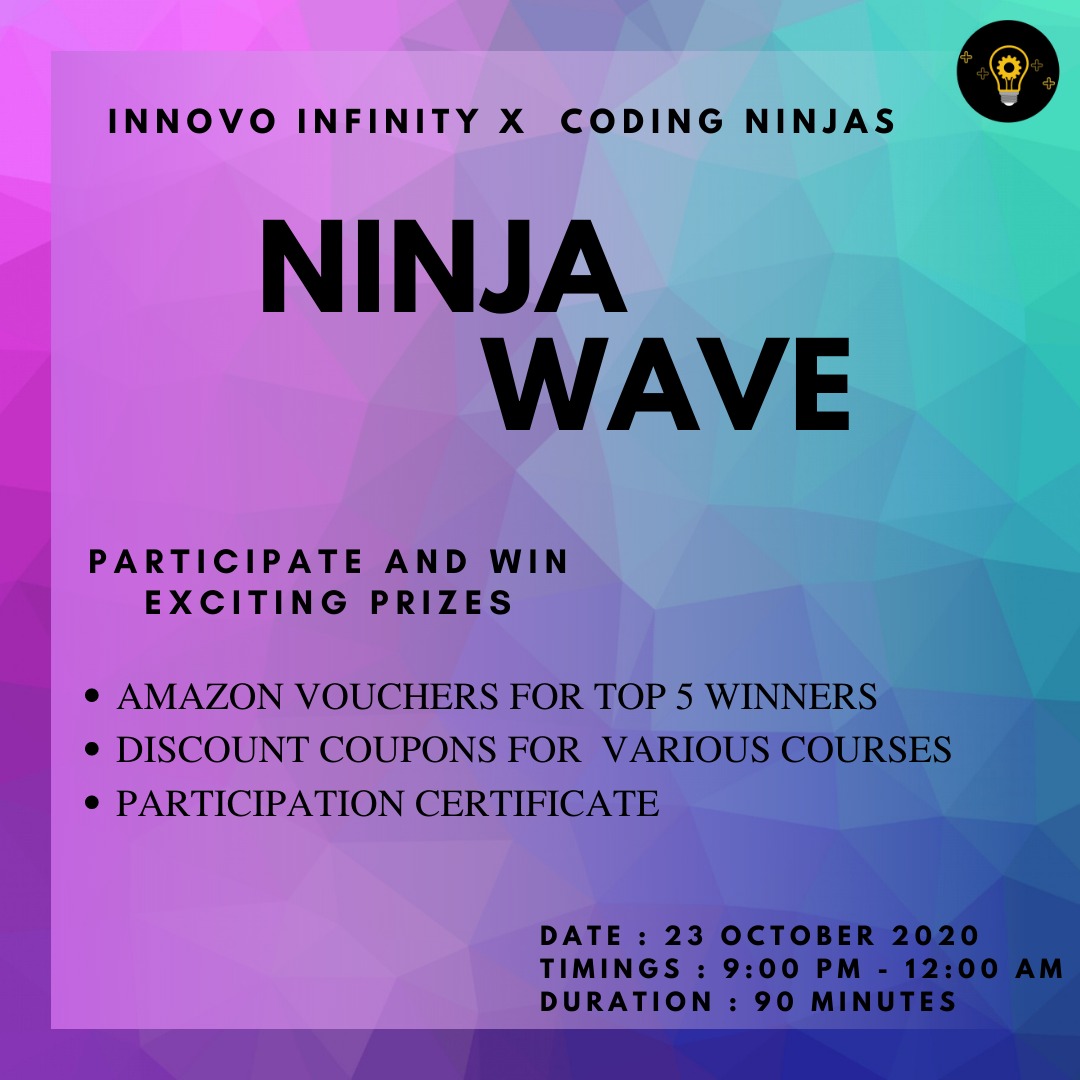 INNOVO INFINITY X CODING NINJAS
NINJA
WAVE
PARTICIPATE AND WIN
EXCITING PRIZES
• AMAZON VOUCHERS FOR TOP 5 WINNERS
• DISCOUNT COUPONS FOR VARIOUS COURSES
• PARTICIPATION CERTIFICATE
DATE : 23 OCTOBER 2020
TIMINGS : 9:00 PM - 12:00 AM
DURATION : 90 MINUTES